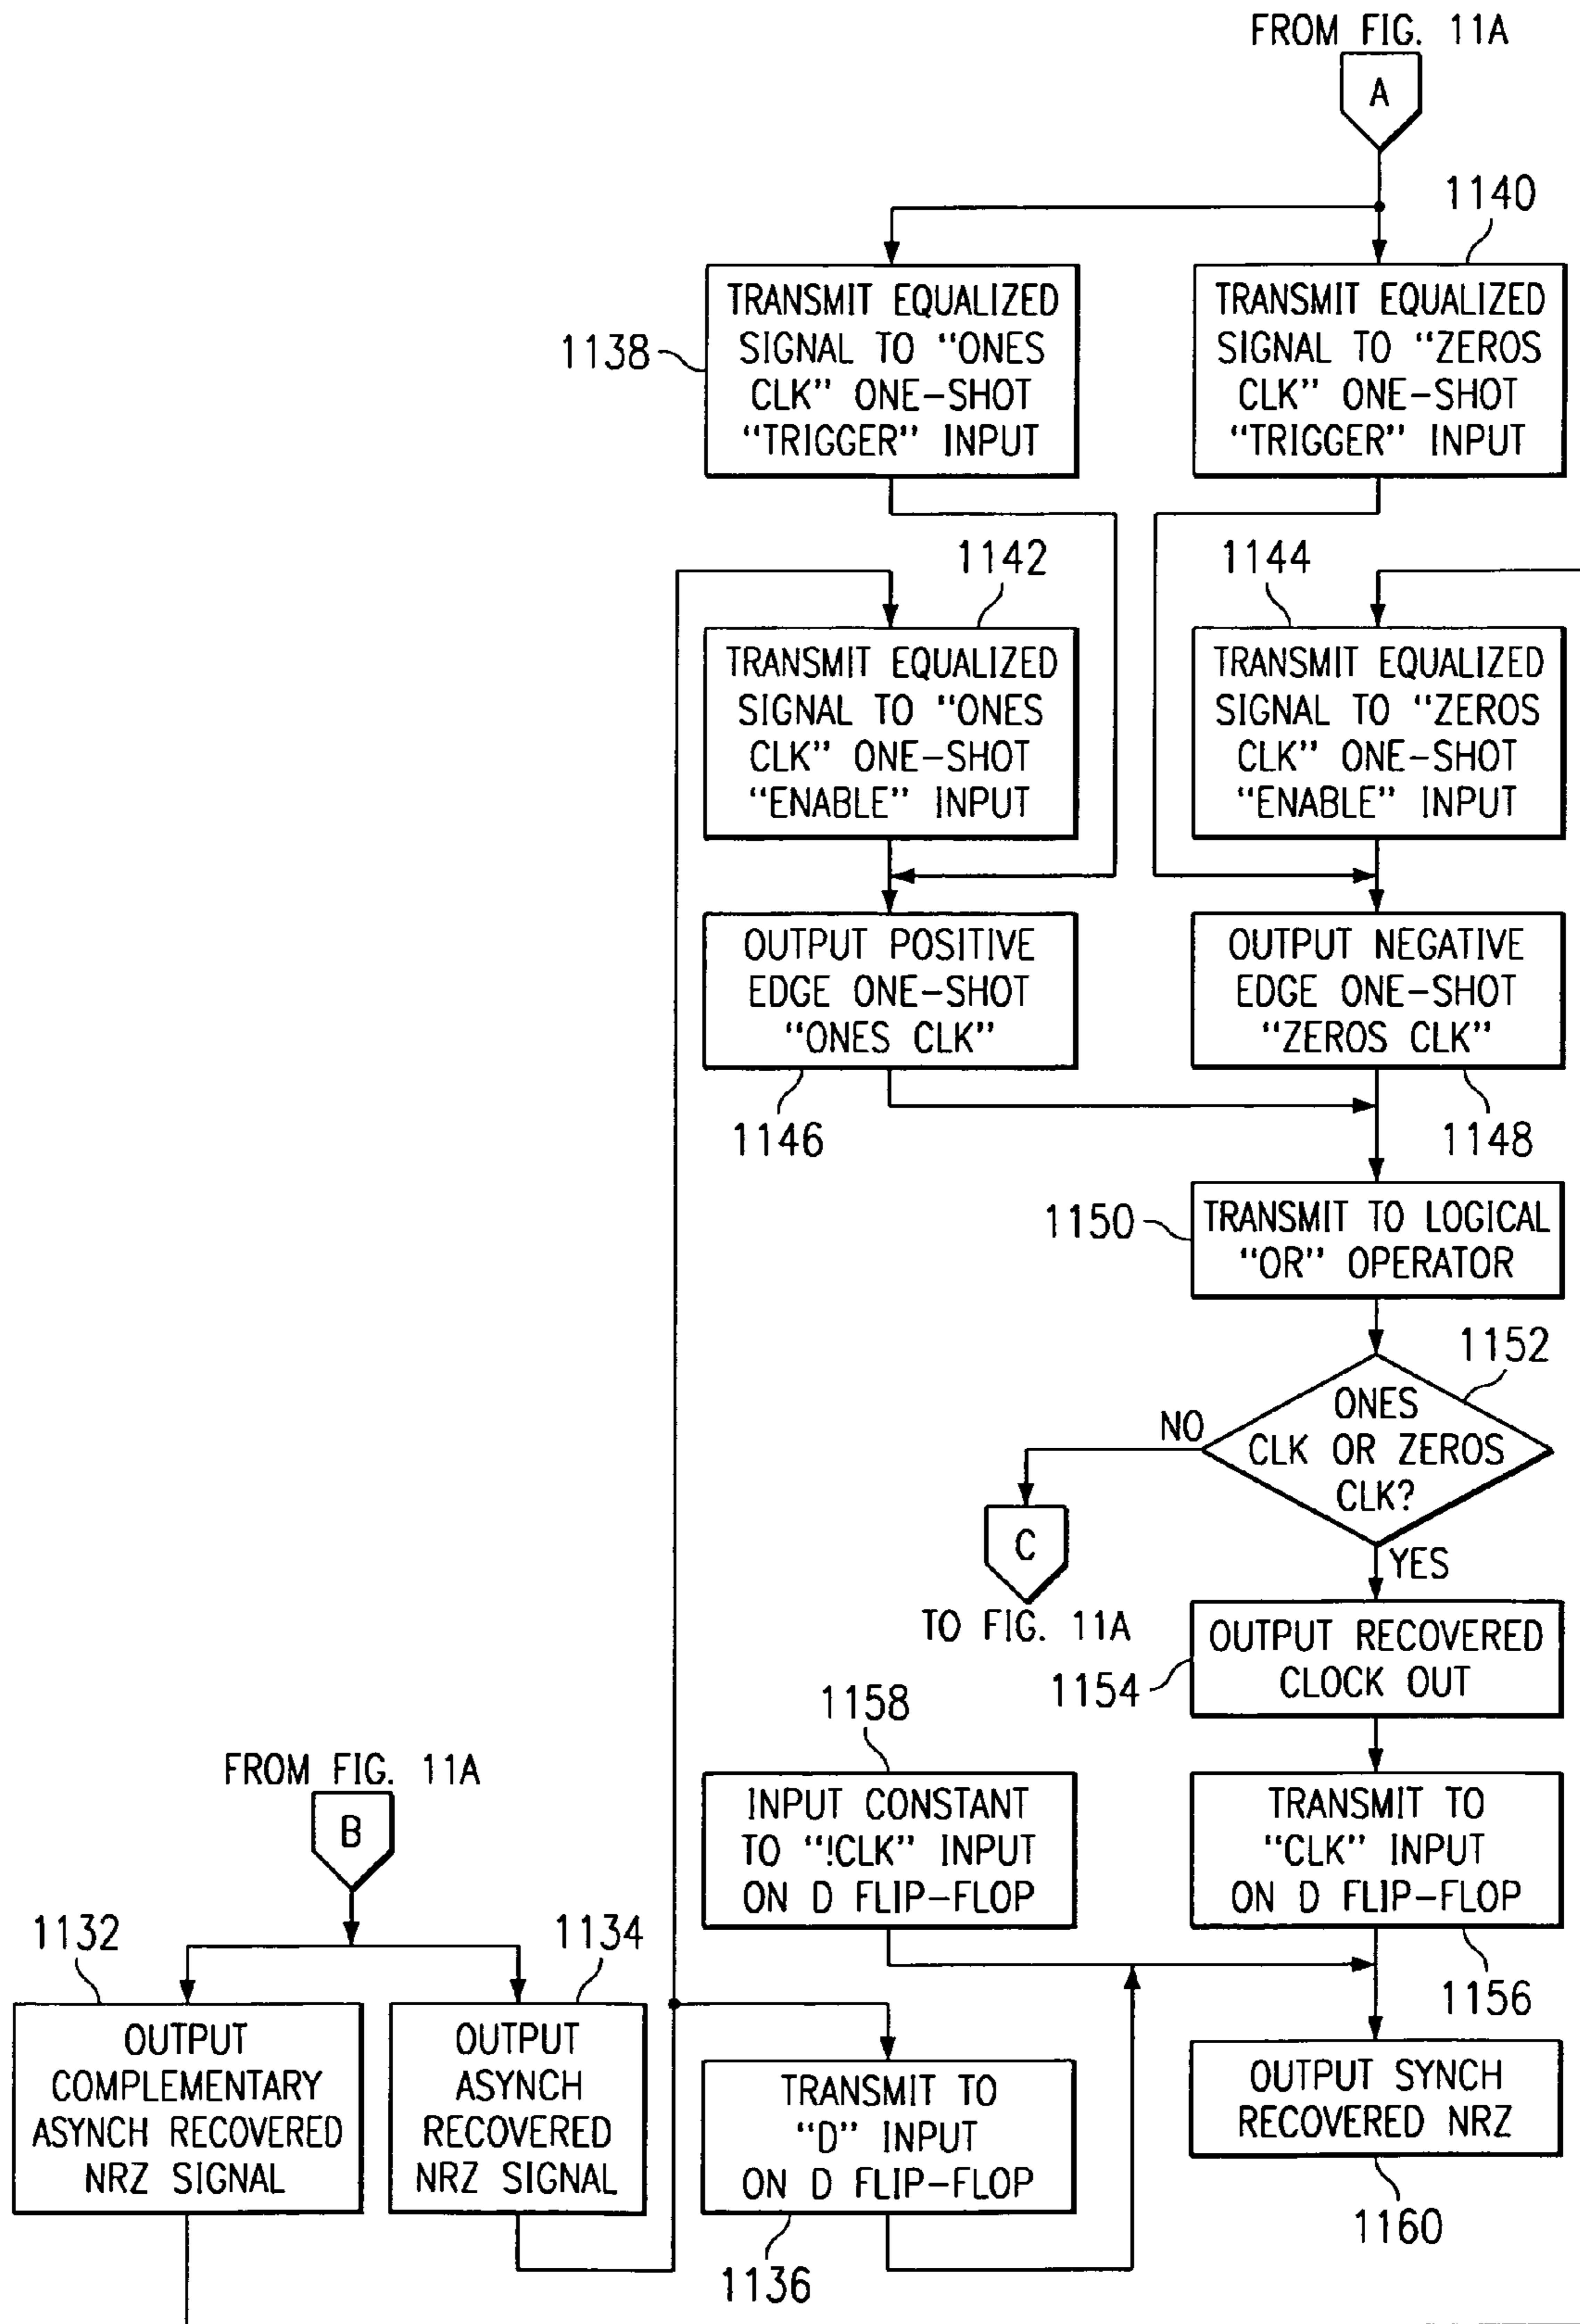 FROM FIG. 11A
A
1140
TRANSMIT EQUALIZED
SIGNAL TO "ONES
CLK" ONE-SHOT
"TRIGGER" INPUT
1138
TRANSMIT EQUALIZED
SIGNAL TO "ZEROS
CLK" ONE-SHOT
"TRIGGER" INPUT
1142
1144
TRANSMIT EQUALIZED
SIGNAL TO "ONES
CLK" ONE-SHOT
"ENABLE" INPUT
TRANSMIT EQUALIZED
SIGNAL TO "ZEROS
CLK" ONE-SHOT
"ENABLE" INPUT
OUTPUT POSITIVE
EDGE ONE-SHOT
"ONES CLK"
1146
OUTPUT NEGATIVE
EDGE ONE-SHOT
"ZEROS CLK"
1148
1150
TRANSMIT TO LOGICAL
"OR" OPERATOR
1152
ONES
CLK OR ZEROS
CLK?
NO
C
TO FIG. 11A
YES
OUTPUT RECOVERED
CLOCK OUT
1154
1158
INPUT CONSTANT
TO "!CLK" INPUT
ON D FLIP-FLOP
TRANSMIT TO
"CLK" INPUT
ON D FLIP-FLOP
1156
FROM FIG. 11A
B
1132
1134
OUTPUT
COMPLEMENTARY
ASYNCH RECOVERED
NRZ SIGNAL
OUTPUT
ASYNCH
RECOVERED
NRZ SIGNAL
TRANSMIT TO
"D" INPUT
ON D FLIP-FLOP
1136
OUTPUT SYNCH
RECOVERED NRZ
1160